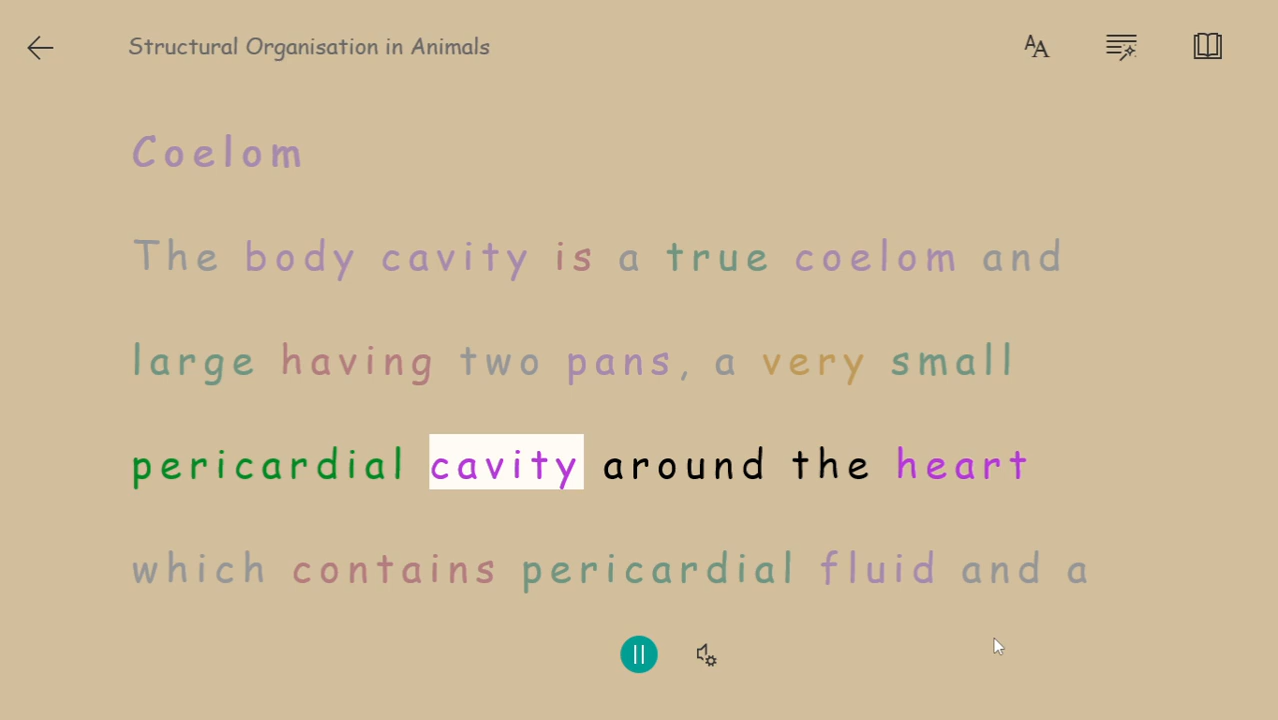 Structural Organisation in Animals
AA
Coelom
The body cavity is a true coelom and
large having two pans, a very small
pericardial cavity around the heart
which contains pericardial fluid and a